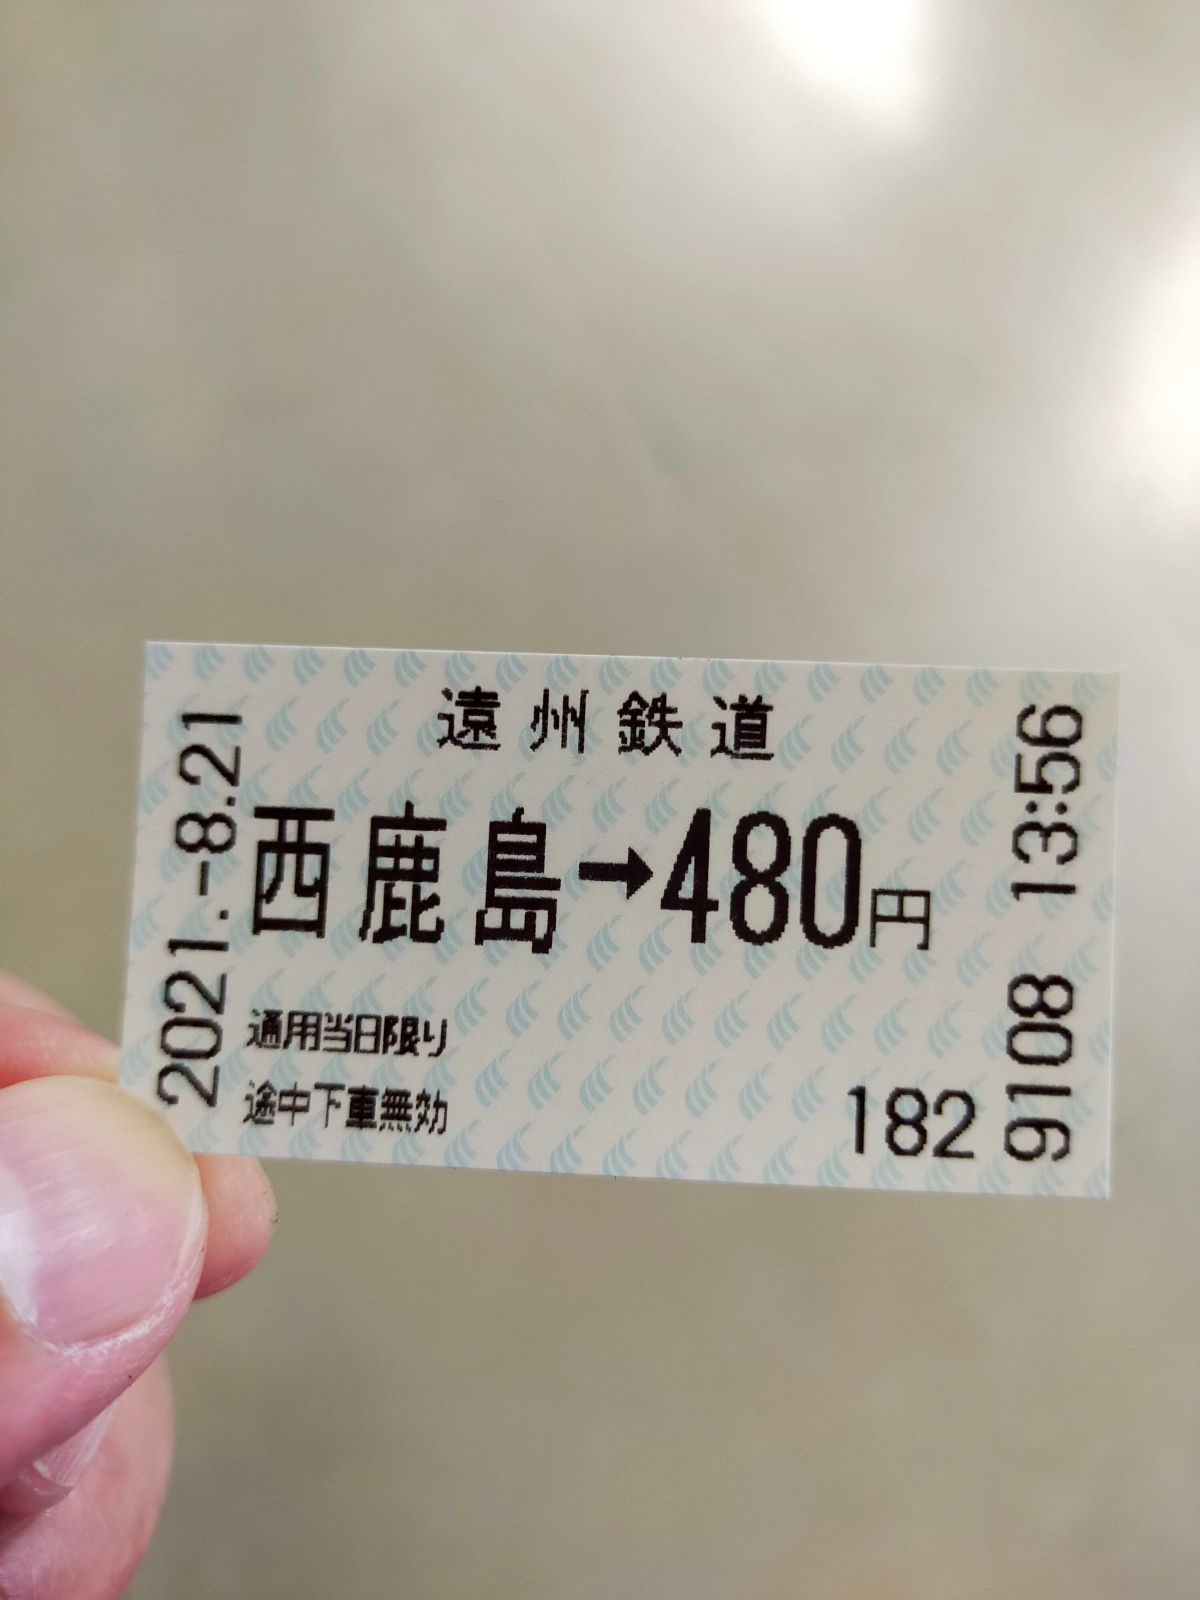 遠州鉄道
西鹿島→480円
通用当日限り
途中下車無効
182
2021.-8.21
9108 13:56